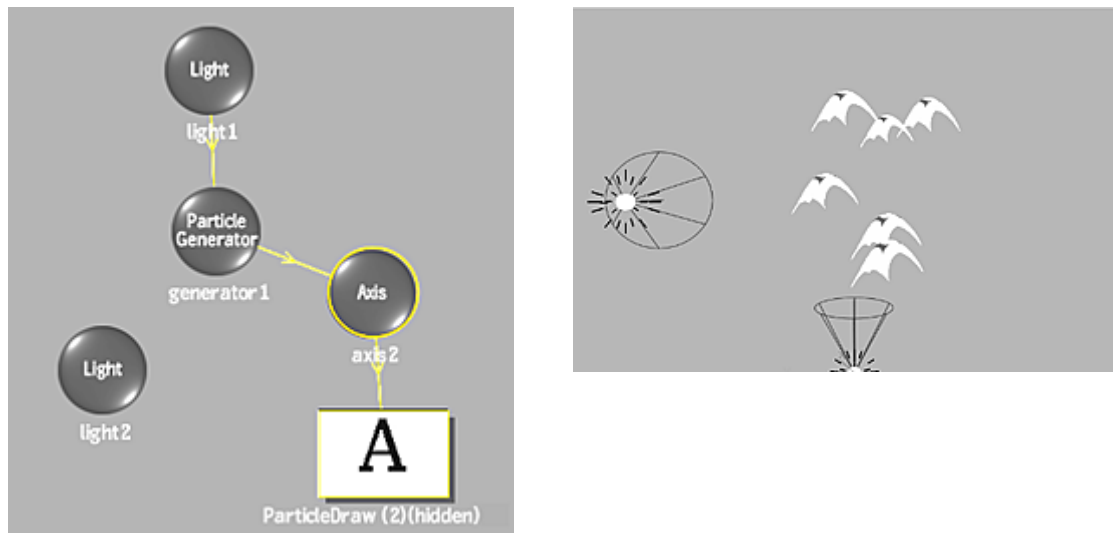 Light
light1
Particle
Generator
generator1
Axis
axis2
Light
light2
A
ParticleDraw (2)(hidden)